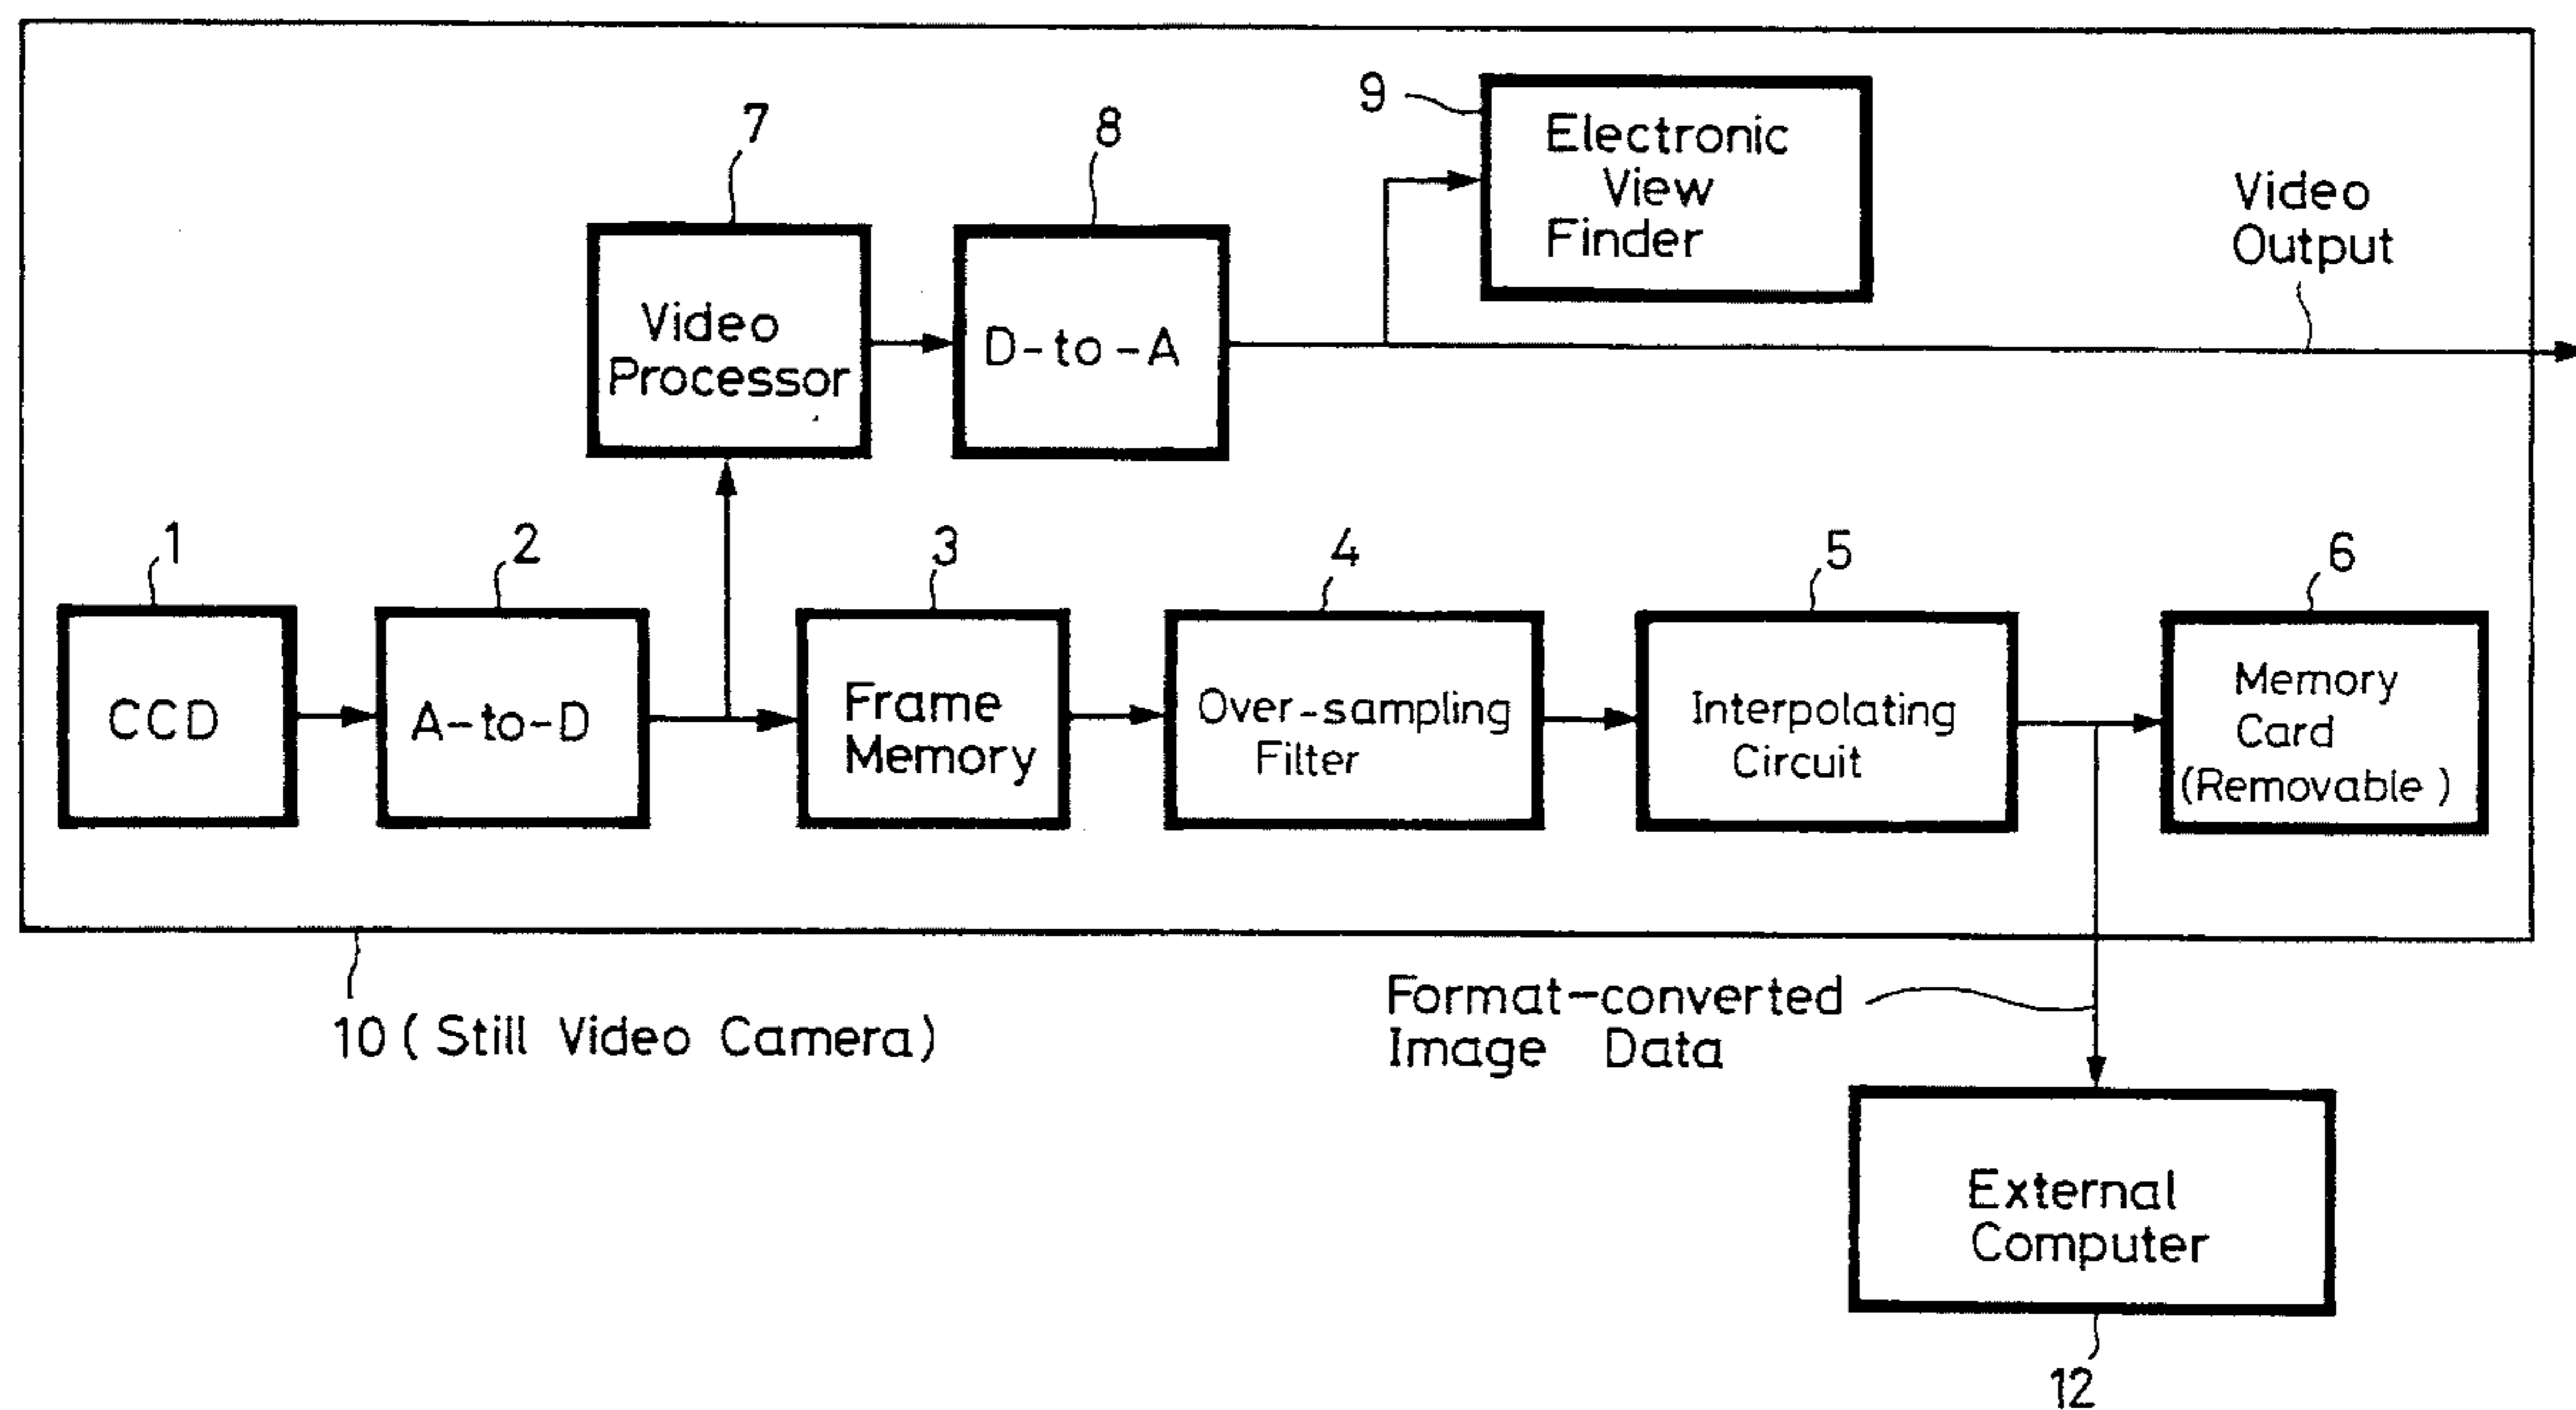 9
Electronic
View
Finder
7
8
Video
Output
Video
Processor
D-to-A
1
2
3
4
5
6
CCD
A-to-D
Frame
Memory
Over-sampling
Filter
Interpolating
Circuit
Memory
Card
(Removable)
10 (Still Video Camera)
Format-converted
Image Data
External
Computer
12